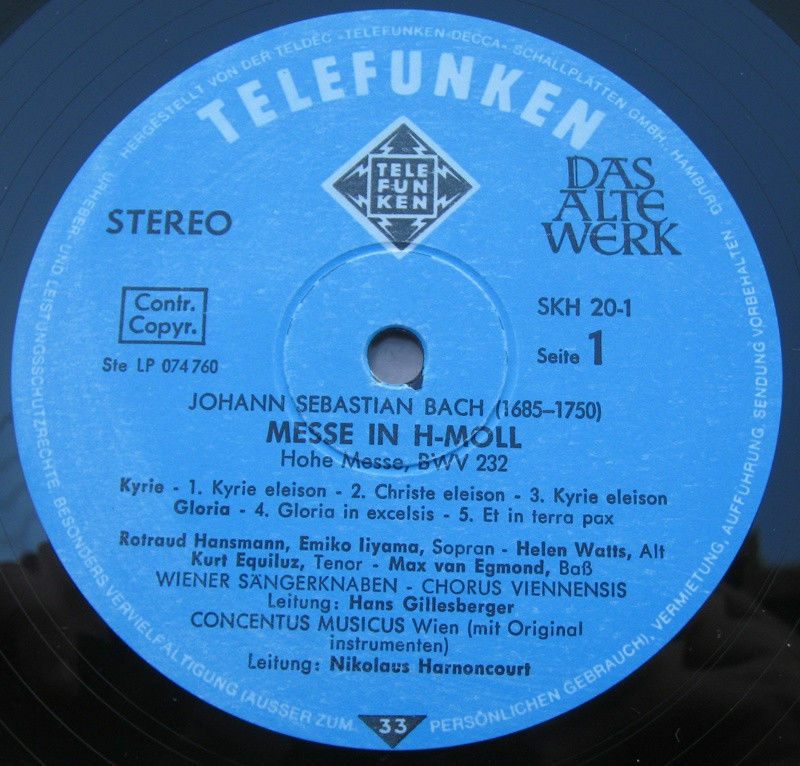 HERGESTELLT VON DER TELDEC »TELEFUNKEN-DECCA« SCHALLPLATTEN GMBH., HAMBURG
TELEFUNKEN
TELE
FUN
KEN
DAS
ALTE
WERK
STEREO
Contr.
Copyr.
SKH 20-1
Seite 1
Ste LP 074760
JOHANN SEBASTIAN BACH (1685–1750)
MESSE IN H-MOLL
Hohe Messe, BWV 232
Kyrie - 1. Kyrie eleison - 2. Christe eleison - 3. Kyrie eleison
Gloria - 4. Gloria in excelsis - 5. Et in terra pax
Rotraud Hansmann, Emiko Iiyama, Sopran - Helen Watts, Alt
Kurt Equiluz, Tenor - Max van Egmond, Baß
WIENER SÄNGERKNABEN - CHORUS VIENNENSIS
Leitung: Hans Gillesberger
CONCENTUS MUSICUS Wien (mit Original
instrumenten)
Leitung: Nikolaus Harnoncourt
URHEBER- UND LEISTUNGSSCHUTZRECHTE, BESONDERS VERVIELFÄLTIGUNG (AUSSER ZUM PERSÖNLICHEN GEBRAUCH), VERMIETUNG, AUFFÜHRUNG, SENDUNG VORBEHALTEN
33